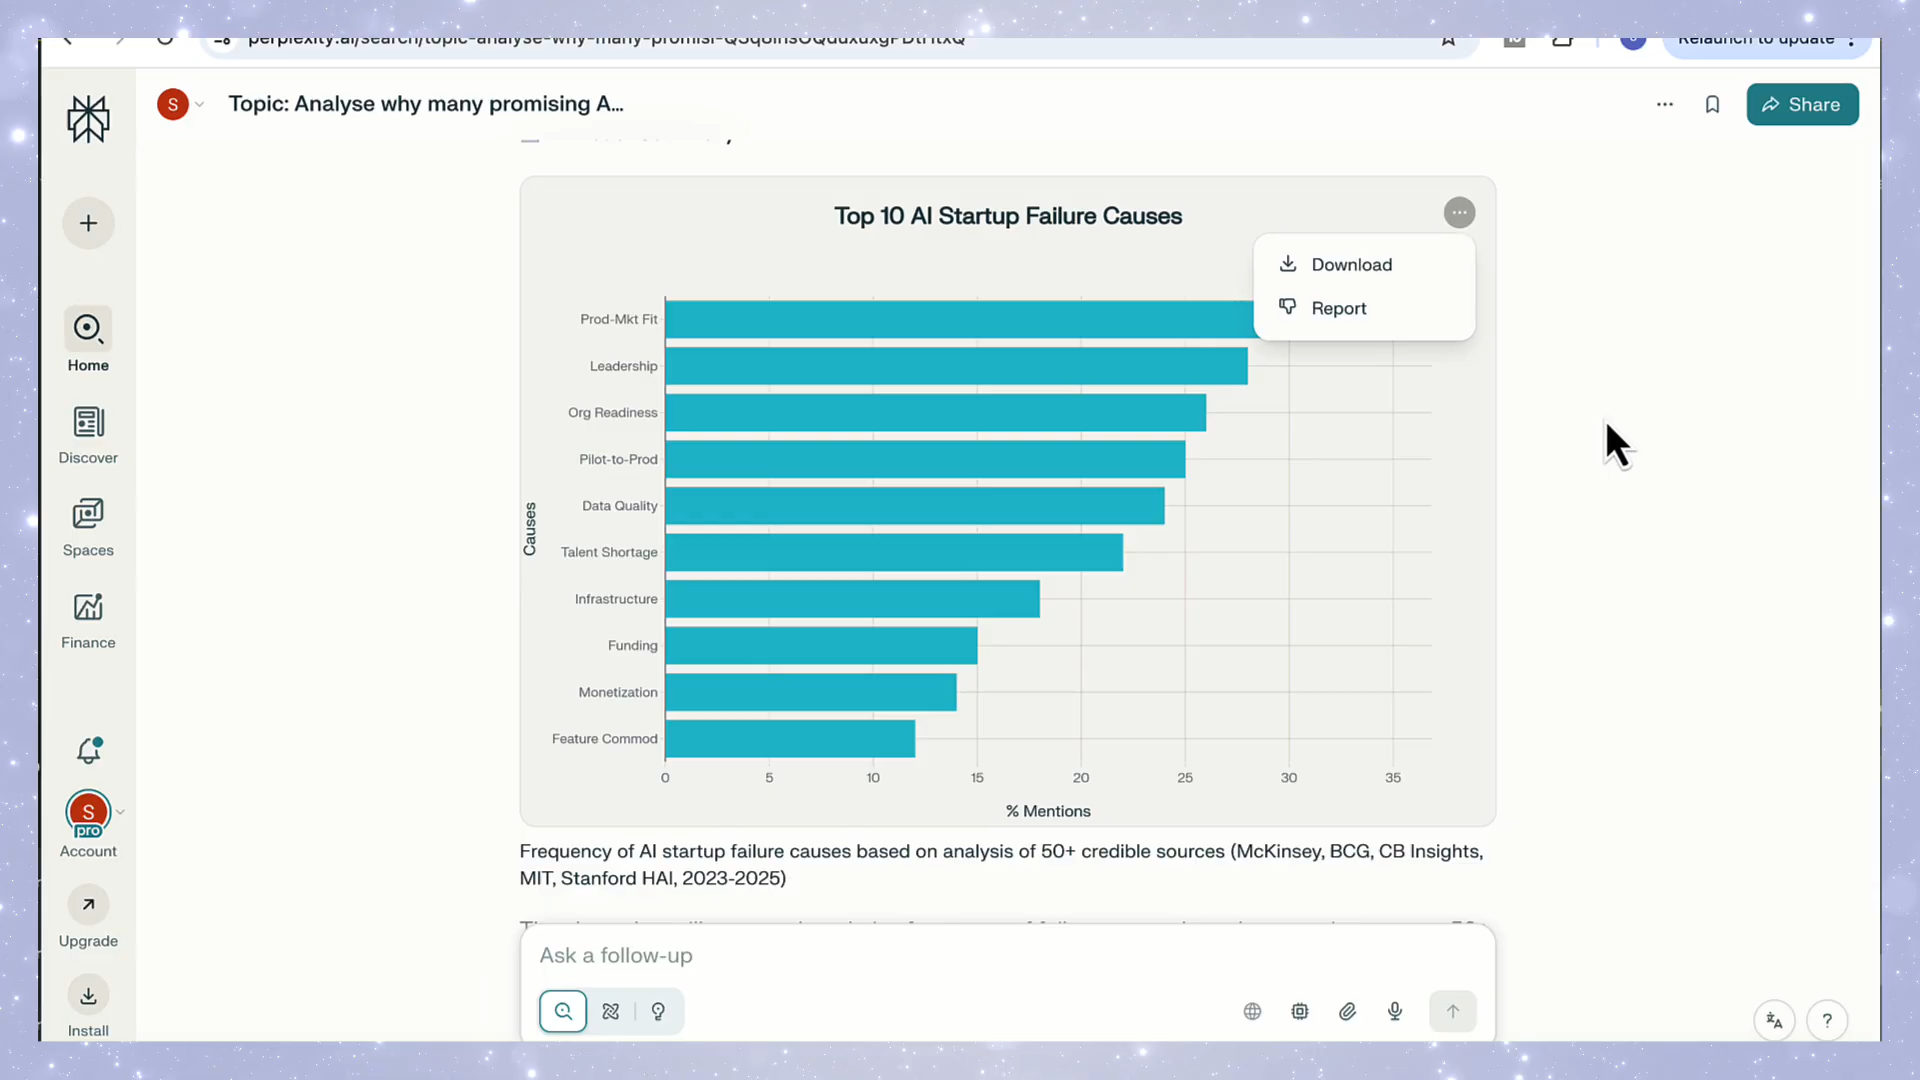 Relaunch to update
S
Topic: Analyse why many promising A...
Share
Top 10 AI Startup Failure Causes
Download
Report
Prod-Mkt Fit
Leadership
Org Readiness
Pilot-to-Prod
Data Quality
Talent Shortage
Infrastructure
Funding
Monetization
Feature Commod
Causes
0 5 10 15 20 25 30 35
% Mentions
Frequency of AI startup failure causes based on analysis of 50+ credible sources (McKinsey, BCG, CB Insights,
MIT, Stanford HAI, 2023-2025)
Ask a follow-up
Home
Discover
Spaces
Finance
S
pro
Account
Upgrade
Install
?